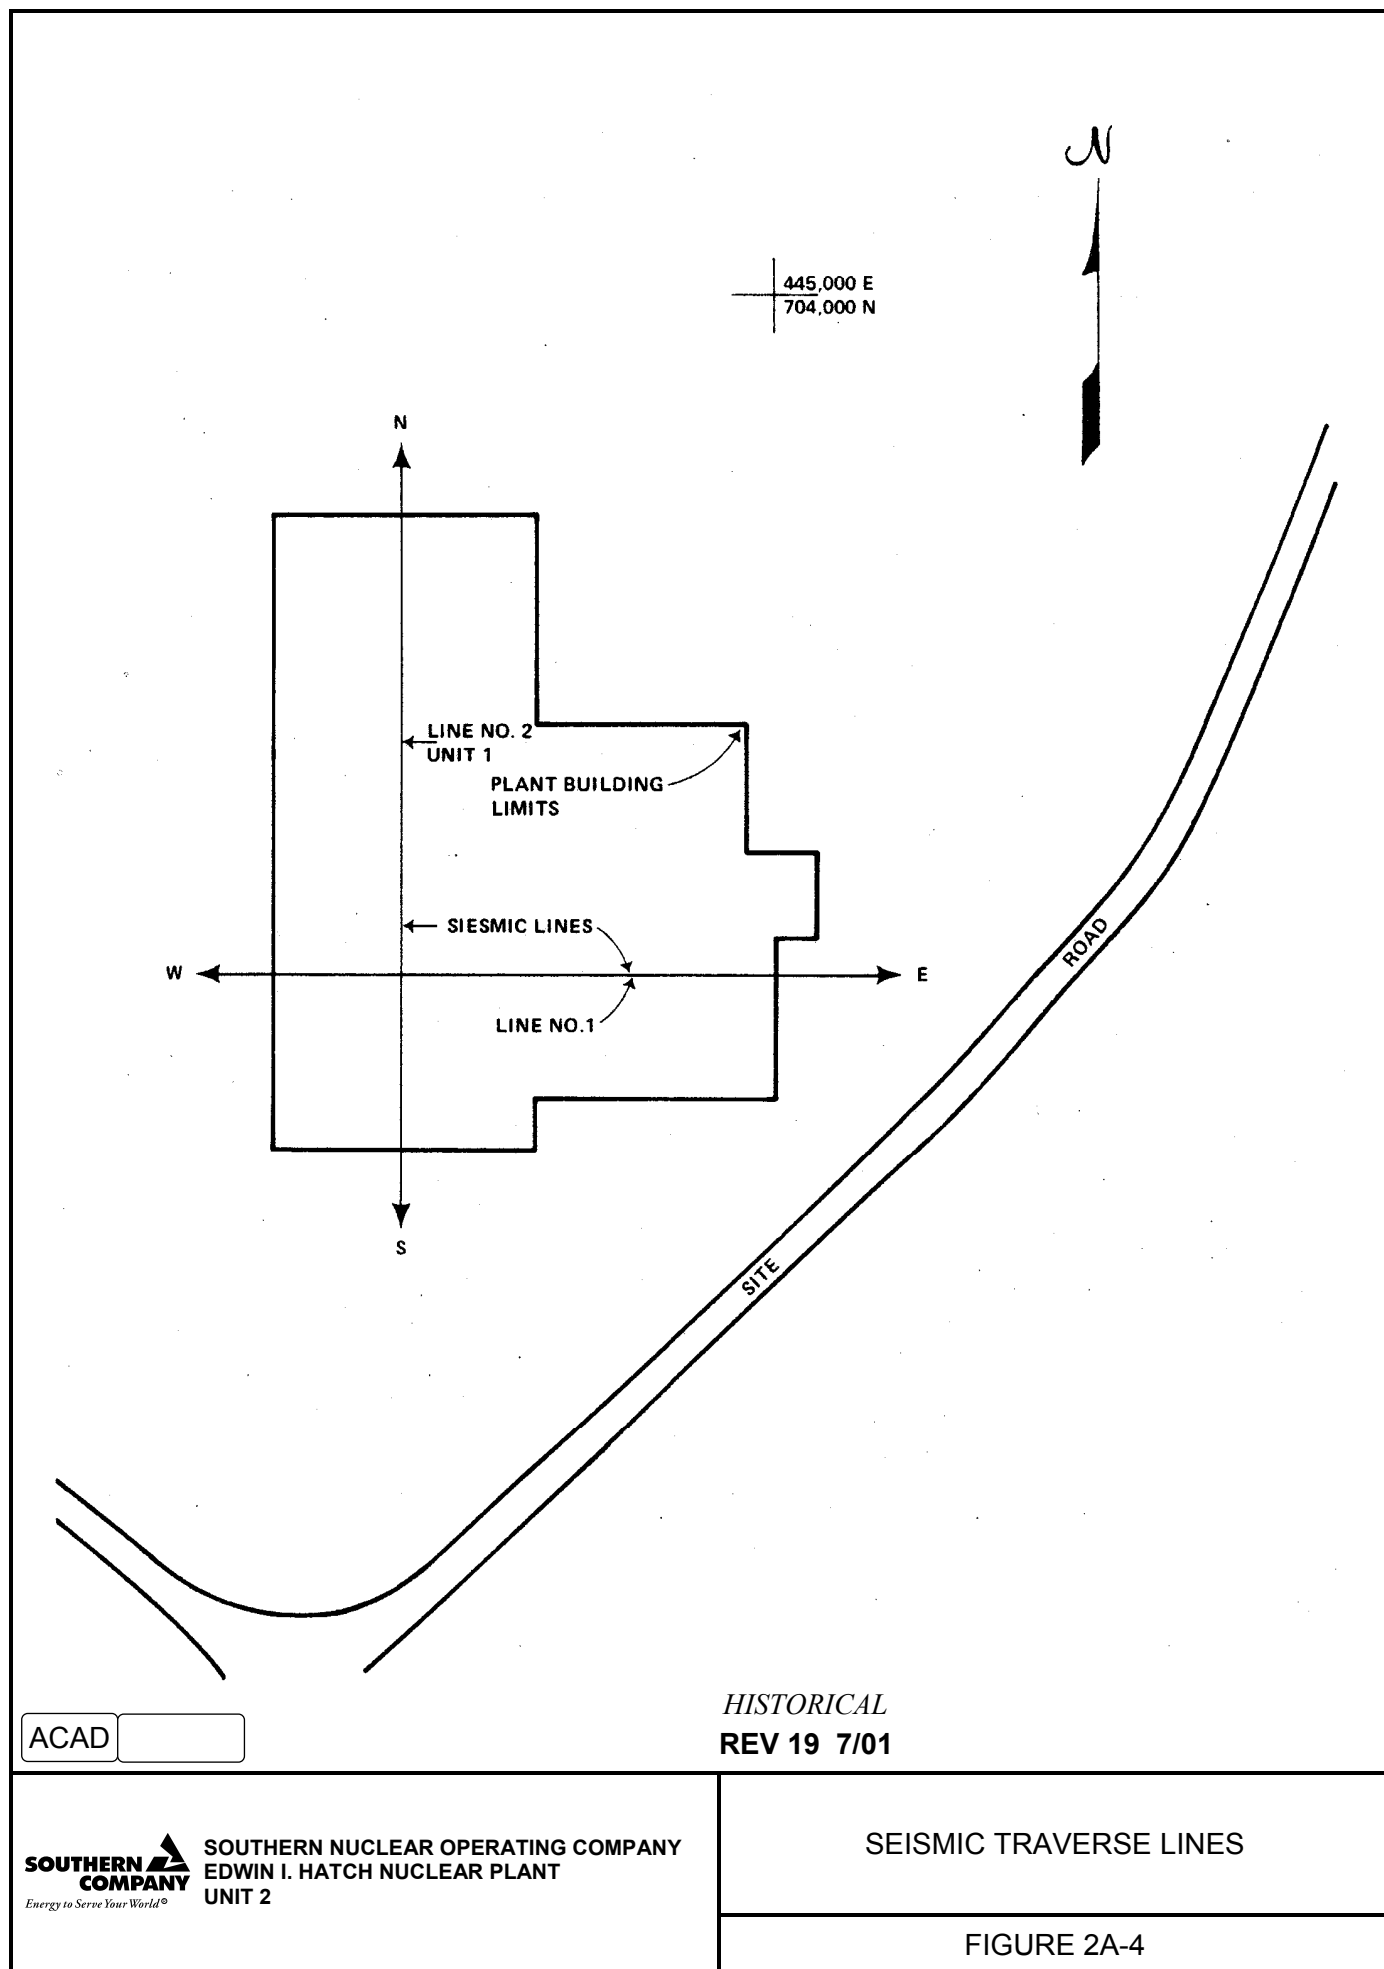 N
445,000 E
704,000 N
N
LINE NO. 2
UNIT 1
PLANT BUILDING
LIMITS
SIESMIC LINES
W
E
LINE NO.1
ROAD
S
SITE
HISTORICAL
REV 19 7/01
ACAD
SOUTHERN
COMPANY
Energy to Serve Your World®
SOUTHERN NUCLEAR OPERATING COMPANY
EDWIN I. HATCH NUCLEAR PLANT
UNIT 2
SEISMIC TRAVERSE LINES
FIGURE 2A-4